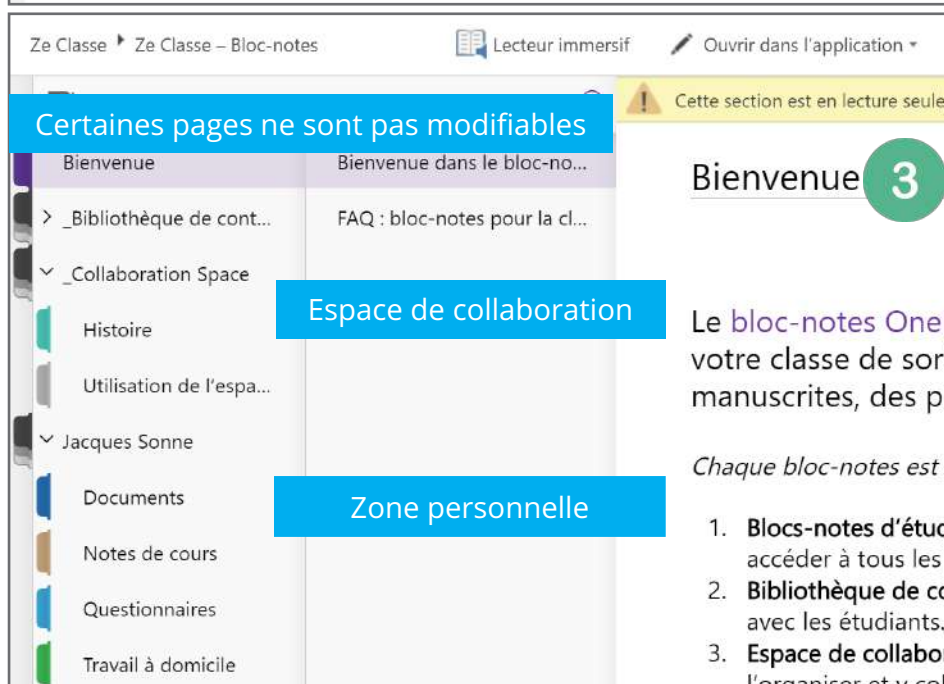 Ze Classe Ze Classe – Bloc-notes
Lecteur immersif
Ouvrir dans l'application
Cette section est en lecture seule
Certaines pages ne sont pas modifiables
Bienvenue
_Bibliothèque de cont...
_Collaboration Space
Histoire
Utilisation de l'espa...
Jacques Sonne
Documents
Notes de cours
Questionnaires
Travail à domicile
Bienvenue dans le bloc-no...
FAQ : bloc-notes pour la cl...
Espace de collaboration
Zone personnelle
Bienvenue 3
Le bloc-notes One
votre classe de sor
manuscrites, des p
Chaque bloc-notes est
1. Blocs-notes d'étud
accéder à tous les
2. Bibliothèque de co
avec les étudiants.
3. Espace de collabor
l'organiser et y col